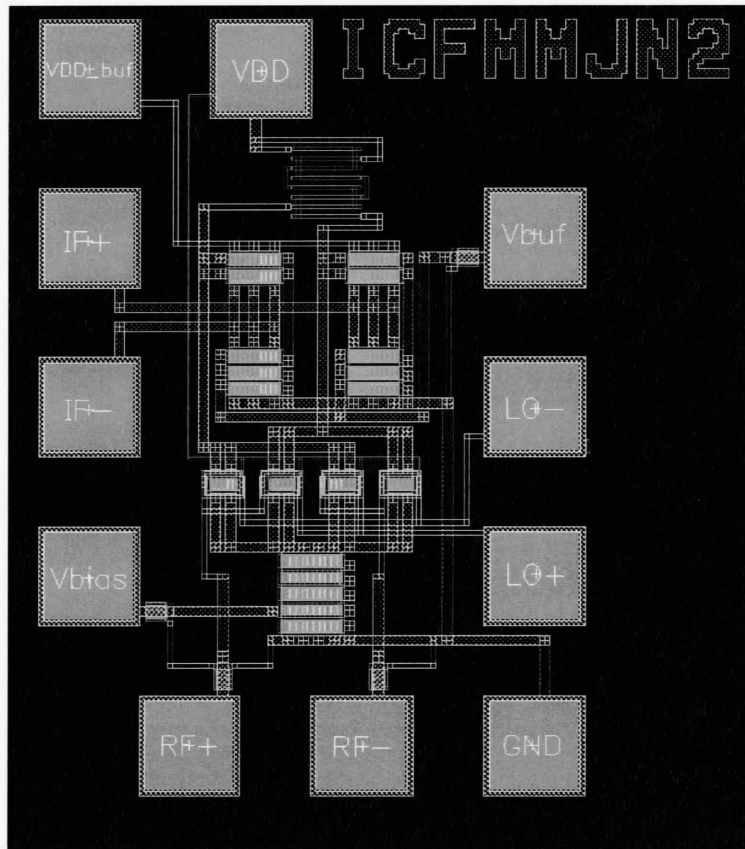 ICFMMJN2
VDD_buf
VDD
IF+
Vbuf
IF-
LO-
Vbias
LO+
RF+
RF-
GND